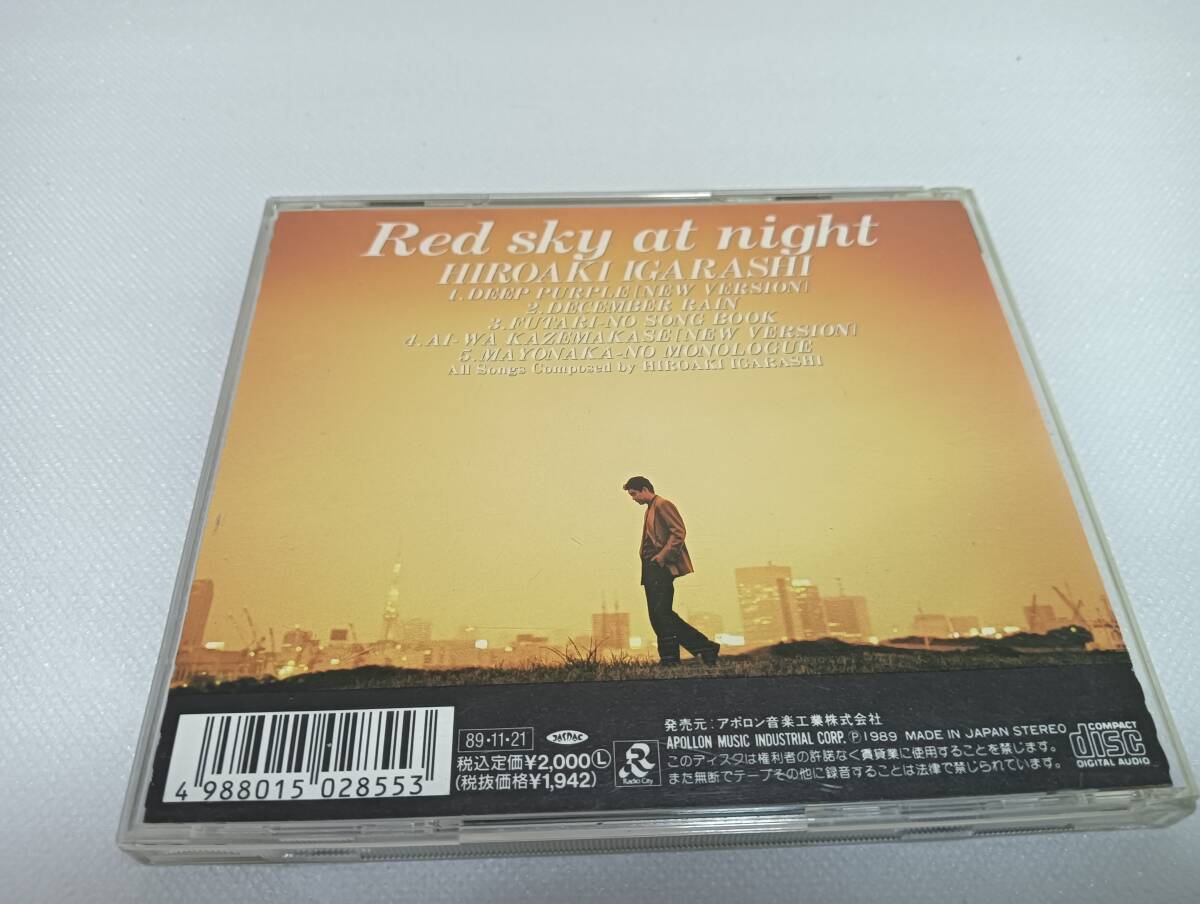 Red sky at night
HIROAKI IGARASHI
1.DEEP PURPLE[NEW VERSION]
2.DECEMBER RAIN
3.FUTARI-NO SONG BOOK
4.AI-WA KAZEMAKASE[NEW VERSION]
5.MAYONAKA-NO MONOLOGUE
All Songs Composed by HIROAKI IGARASHI
4 988015 028553
89・11・21 JASRAC
税込定価¥2,000 Ⓛ
(税抜価格¥1,942)
R
Radio City
発売元:アポロン音楽工業株式会社
APOLLON MUSIC INDUSTRIAL CORP. Ⓟ1989 MADE IN JAPAN STEREO
このディスクは権利者の許諾なく賃貸業に使用することを禁じます。
また無断でテープその他に録音することは法律で禁じられています。
COMPACT
disc
DIGITAL AUDIO